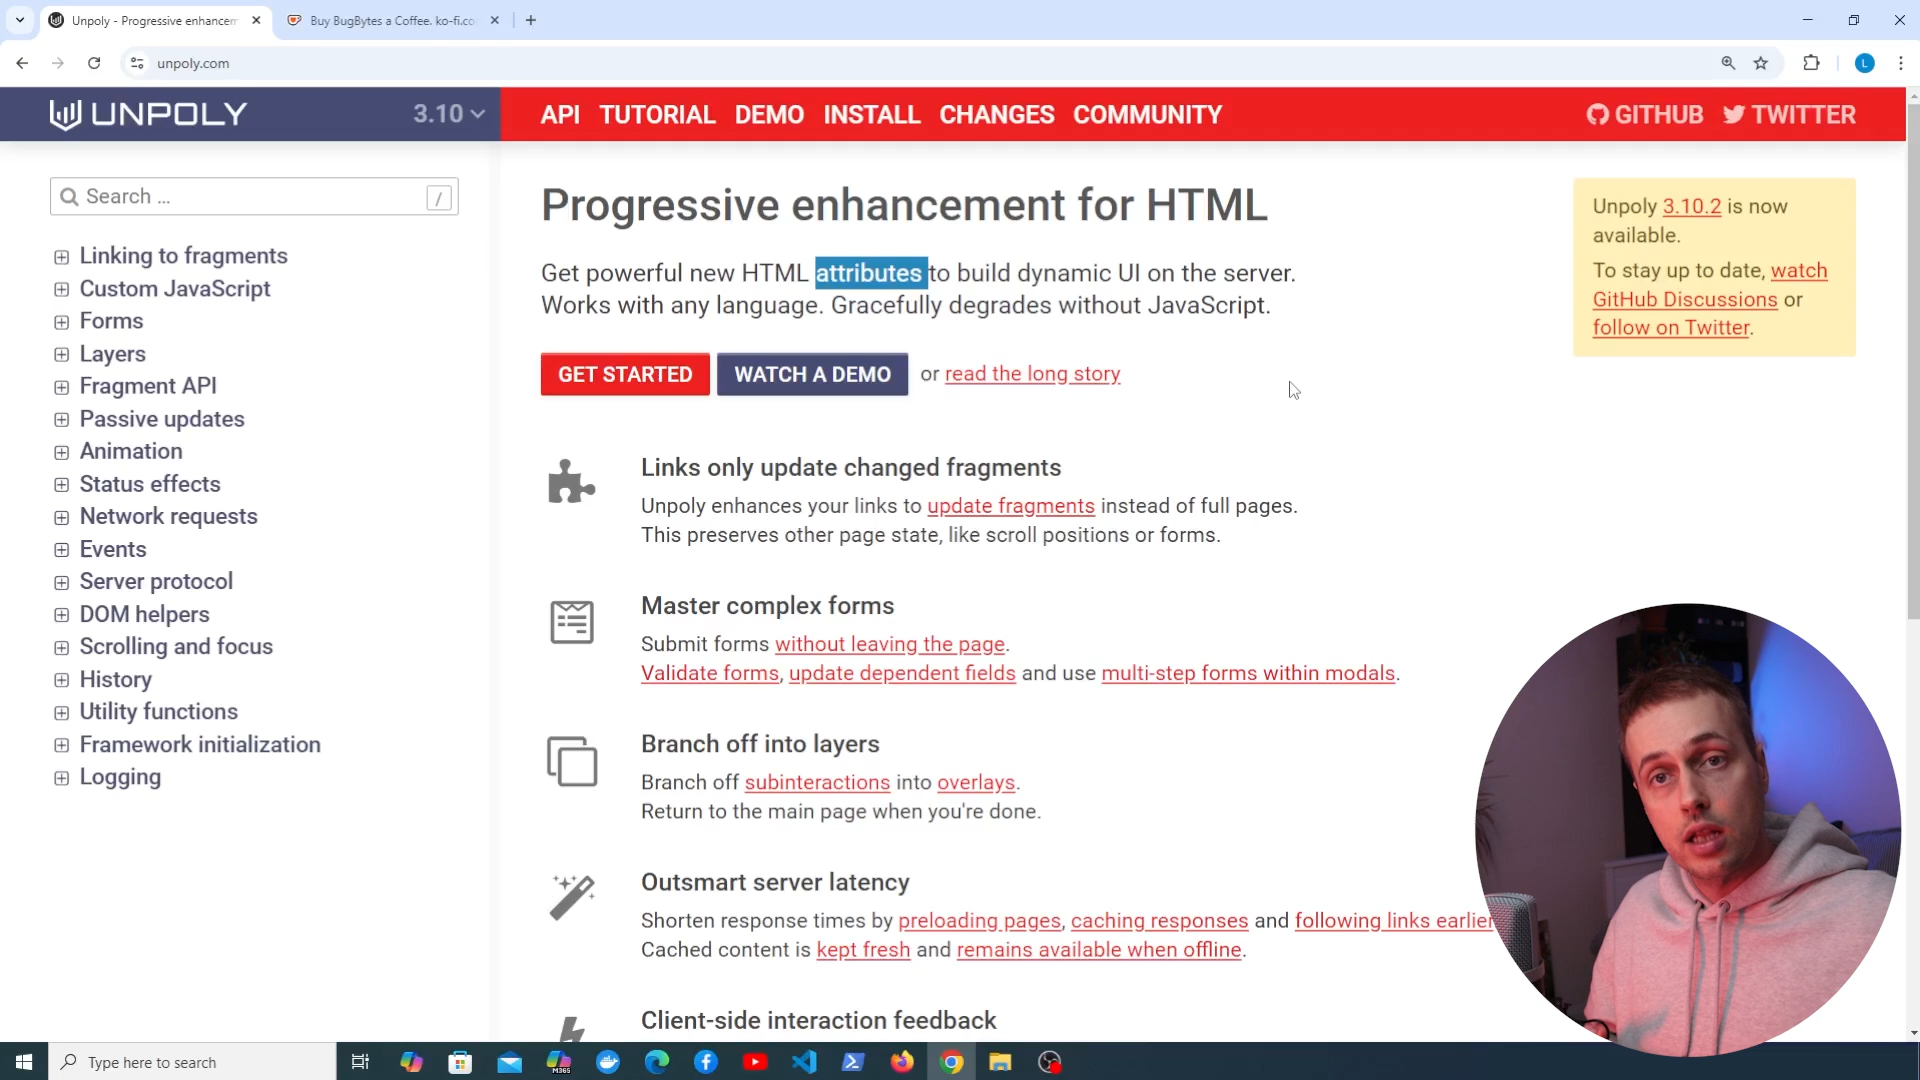 Unpoly - Progressive enhancem
Buy BugBytes a Coffee. ko-fi.co
unpoly.com
L
UNPOLY
3.10
API TUTORIAL DEMO INSTALL CHANGES COMMUNITY
GITHUB TWITTER
Search ...
/
Linking to fragments
Custom JavaScript
Forms
Layers
Fragment API
Passive updates
Animation
Status effects
Network requests
Events
Server protocol
DOM helpers
Scrolling and focus
History
Utility functions
Framework initialization
Logging
Progressive enhancement for HTML
Get powerful new HTML attributes to build dynamic UI on the server.
Works with any language. Gracefully degrades without JavaScript.
GET STARTED WATCH A DEMO or read the long story
Unpoly 3.10.2 is now
available.
To stay up to date, watch
GitHub Discussions or
follow on Twitter.
Links only update changed fragments
Unpoly enhances your links to update fragments instead of full pages.
This preserves other page state, like scroll positions or forms.
Master complex forms
Submit forms without leaving the page.
Validate forms, update dependent fields and use multi-step forms within modals.
Branch off into layers
Branch off subinteractions into overlays.
Return to the main page when you're done.
Outsmart server latency
Shorten response times by preloading pages, caching responses and following links earlier
Cached content is kept fresh and remains available when offline.
Client-side interaction feedback
Type here to search
M365